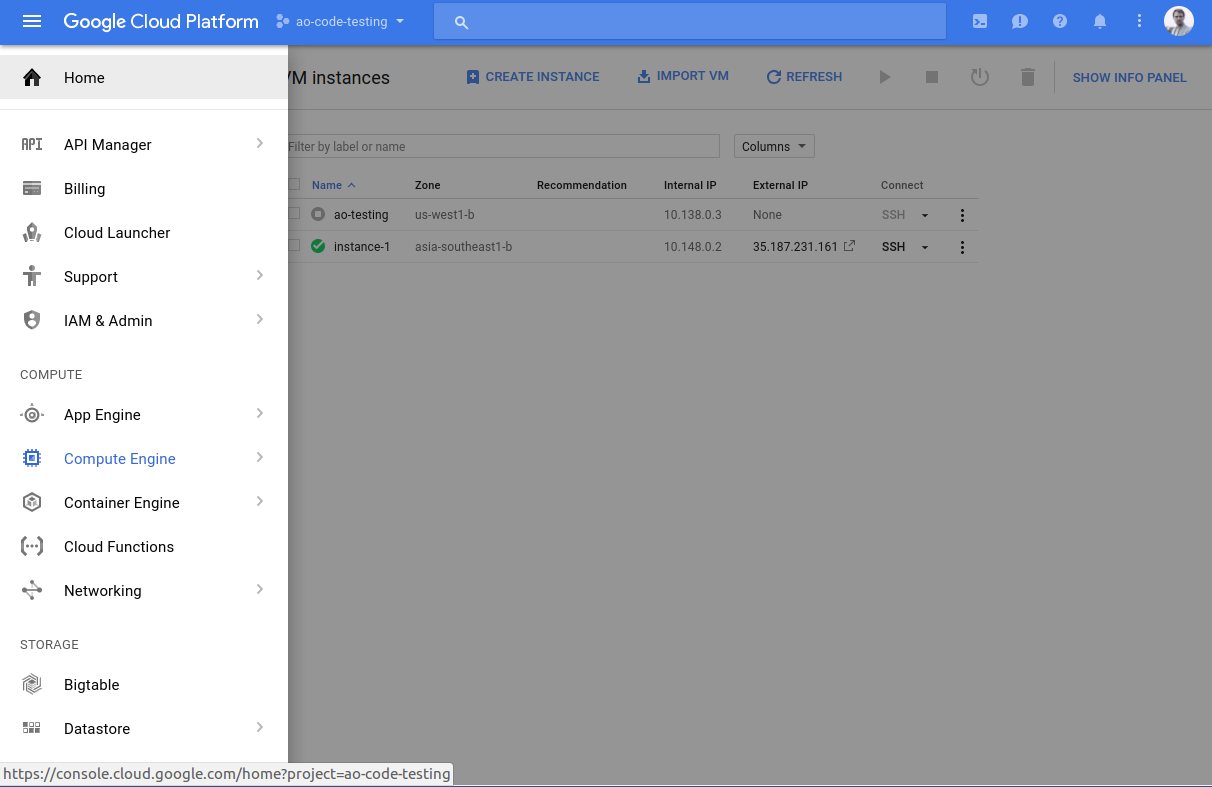 Google Cloud Platform ao-code-testing
Home
API Manager
Billing
Cloud Launcher
Support
IAM & Admin
COMPUTE
App Engine
Compute Engine
Container Engine
Cloud Functions
Networking
STORAGE
Bigtable
Datastore
https://console.cloud.google.com/home?project=ao-code-testing
VM instances CREATE INSTANCE IMPORT VM REFRESH SHOW INFO PANEL
Filter by label or name Columns
Name Zone Recommendation Internal IP External IP Connect
ao-testing us-west1-b 10.138.0.3 None SSH
instance-1 asia-southeast1-b 10.148.0.2 35.187.231.161 SSH